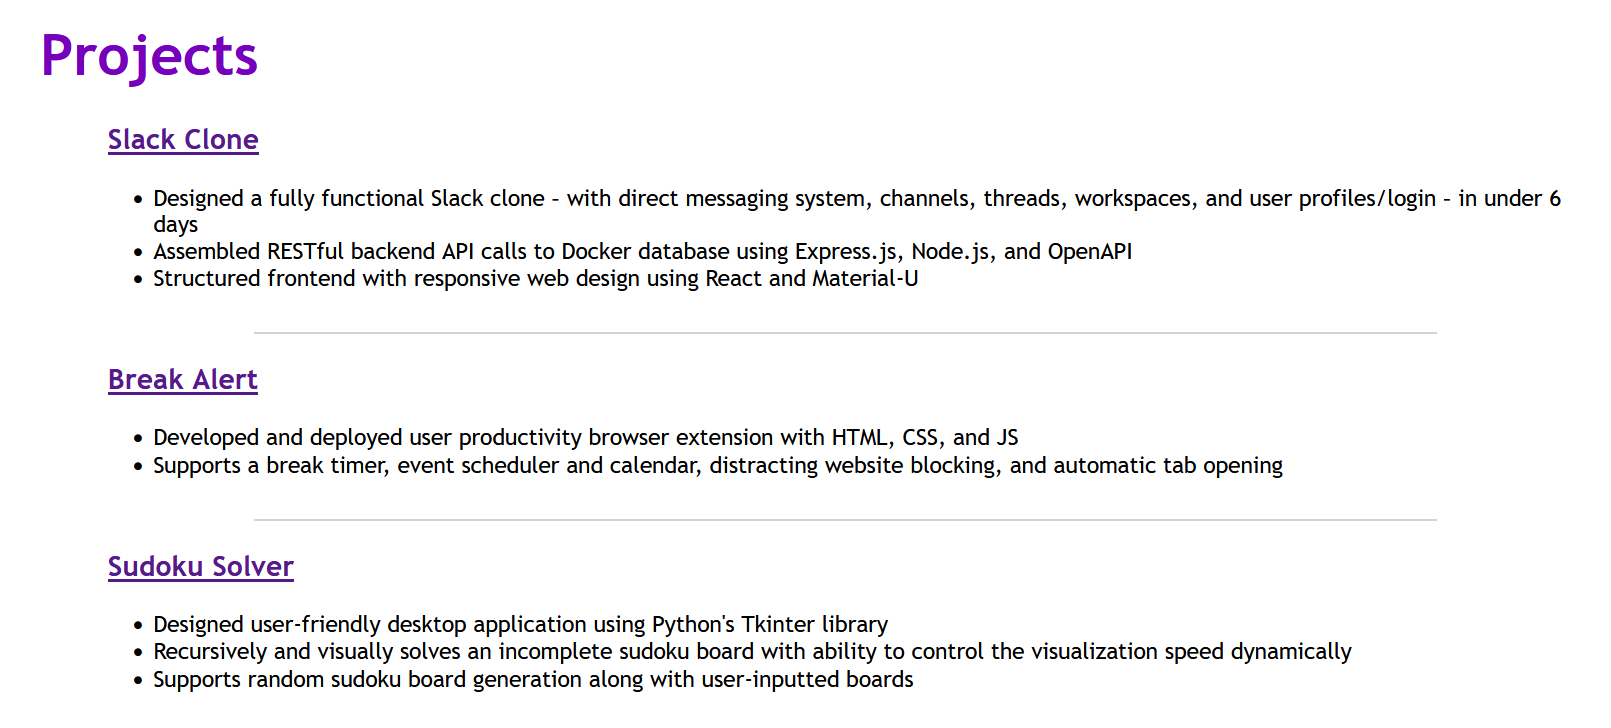 Projects
Slack Clone
• Designed a fully functional Slack clone – with direct messaging system, channels, threads, workspaces, and user profiles/login – in under 6
days
• Assembled RESTful backend API calls to Docker database using Express.js, Node.js, and OpenAPI
• Structured frontend with responsive web design using React and Material-U
Break Alert
• Developed and deployed user productivity browser extension with HTML, CSS, and JS
• Supports a break timer, event scheduler and calendar, distracting website blocking, and automatic tab opening
Sudoku Solver
• Designed user-friendly desktop application using Python's Tkinter library
• Recursively and visually solves an incomplete sudoku board with ability to control the visualization speed dynamically
• Supports random sudoku board generation along with user-inputted boards